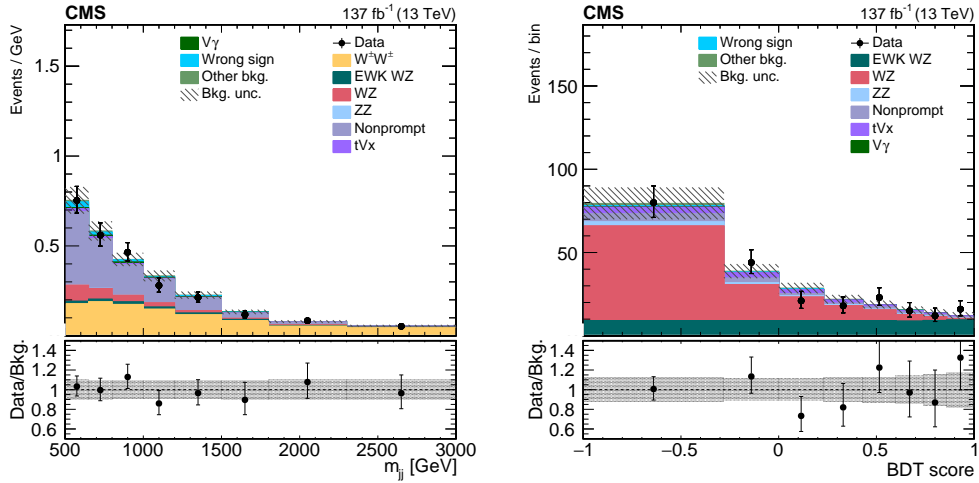 CMS 137 fb⁻¹ (13 TeV)
Events / GeV
Vγ
Wrong sign
Other bkg.
Bkg. unc.
Data
W±W±
EWK WZ
WZ
ZZ
Nonprompt
tVx
1.5
1
0.5
Data/Bkg.
1.4
1.2
1
0.8
0.6
500 1000 1500 2000 2500 3000
m_jj [GeV]
CMS 137 fb⁻¹ (13 TeV)
Events / bin
Wrong sign
Other bkg.
Bkg. unc.
Data
EWK WZ
WZ
ZZ
Nonprompt
tVx
Vγ
150
100
50
Data/Bkg.
1.4
1.2
1
0.8
0.6
−1 −0.5 0 0.5 1
BDT score